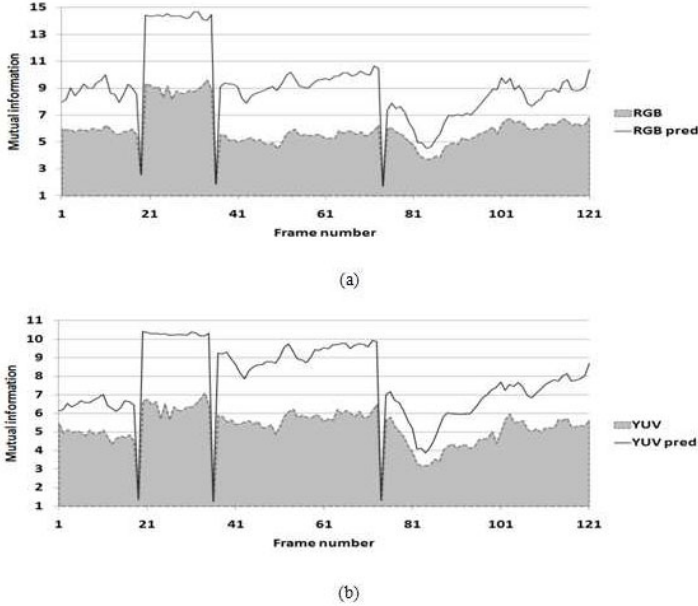 15
13
11
9
7
5
3
1
Mutual information
1 21 41 61 81 101 121
Frame number
RGB
RGB pred
(a)
11
10
9
8
7
6
5
4
3
2
1
Mutual information
1 21 41 61 81 101 121
Frame number
YUV
YUV pred
(b)